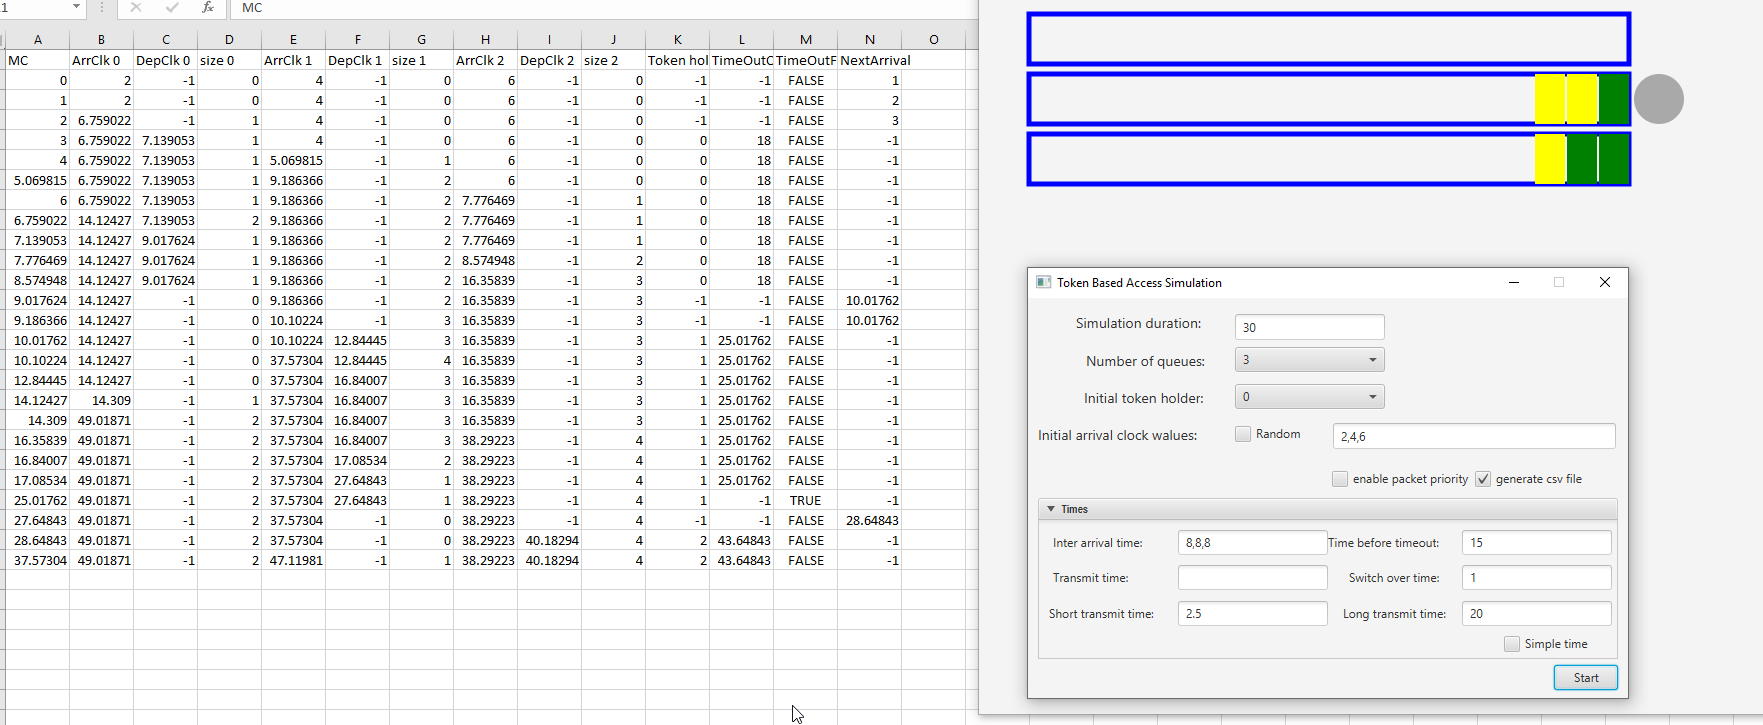 .1 fx MC
A B C D E F G H I J K L M N O
MC ArrClk 0 DepClk 0 size 0 ArrClk 1 DepClk 1 size 1 ArrClk 2 DepClk 2 size 2 Token hol TimeOutC TimeOutF NextArrival
0 2 -1 0 4 -1 0 6 -1 0 -1 -1 FALSE 1
1 2 -1 0 4 -1 0 6 -1 0 -1 -1 FALSE 2
2 6.759022 -1 1 4 -1 0 6 -1 0 -1 -1 FALSE 3
3 6.759022 7.139053 1 4 -1 0 6 -1 0 0 18 FALSE -1
4 6.759022 7.139053 1 5.069815 -1 1 6 -1 0 0 18 FALSE -1
5.069815 6.759022 7.139053 1 9.186366 -1 2 6 -1 0 0 18 FALSE -1
6 6.759022 7.139053 1 9.186366 -1 2 7.776469 -1 1 0 18 FALSE -1
6.759022 14.12427 7.139053 2 9.186366 -1 2 7.776469 -1 1 0 18 FALSE -1
7.139053 14.12427 9.017624 1 9.186366 -1 2 7.776469 -1 1 0 18 FALSE -1
7.776469 14.12427 9.017624 1 9.186366 -1 2 8.574948 -1 2 0 18 FALSE -1
8.574948 14.12427 9.017624 1 9.186366 -1 2 16.35839 -1 3 0 18 FALSE -1
9.017624 14.12427 -1 0 9.186366 -1 2 16.35839 -1 3 -1 -1 FALSE 10.01762
9.186366 14.12427 -1 0 10.10224 -1 3 16.35839 -1 3 -1 -1 FALSE 10.01762
10.01762 14.12427 -1 0 10.10224 12.84445 3 16.35839 -1 3 1 25.01762 FALSE -1
10.10224 14.12427 -1 0 37.57304 12.84445 4 16.35839 -1 3 1 25.01762 FALSE -1
12.84445 14.12427 -1 0 37.57304 16.84007 3 16.35839 -1 3 1 25.01762 FALSE -1
14.12427 14.309 -1 1 37.57304 16.84007 3 16.35839 -1 3 1 25.01762 FALSE -1
14.309 49.01871 -1 2 37.57304 16.84007 3 16.35839 -1 3 1 25.01762 FALSE -1
16.35839 49.01871 -1 2 37.57304 16.84007 3 38.29223 -1 4 1 25.01762 FALSE -1
16.84007 49.01871 -1 2 37.57304 17.08534 2 38.29223 -1 4 1 25.01762 FALSE -1
17.08534 49.01871 -1 2 37.57304 27.64843 1 38.29223 -1 4 1 25.01762 FALSE -1
25.01762 49.01871 -1 2 37.57304 27.64843 1 38.29223 -1 4 1 -1 TRUE -1
27.64843 49.01871 -1 2 37.57304 -1 0 38.29223 -1 4 -1 -1 FALSE 28.64843
28.64843 49.01871 -1 2 37.57304 -1 0 38.29223 40.18294 4 2 43.64843 FALSE -1
37.57304 49.01871 -1 2 47.11981 -1 1 38.29223 40.18294 4 2 43.64843 FALSE -1
Token Based Access Simulation
Simulation duration: 30
Number of queues: 3
Initial token holder: 0
Initial arrival clock walues: Random 2,4,6
enable packet priority generate csv file
Times
Inter arrival time: 8,8,8 Time before timeout: 15
Transmit time: Switch over time: 1
Short transmit time: 2.5 Long transmit time: 20
Simple time
Start